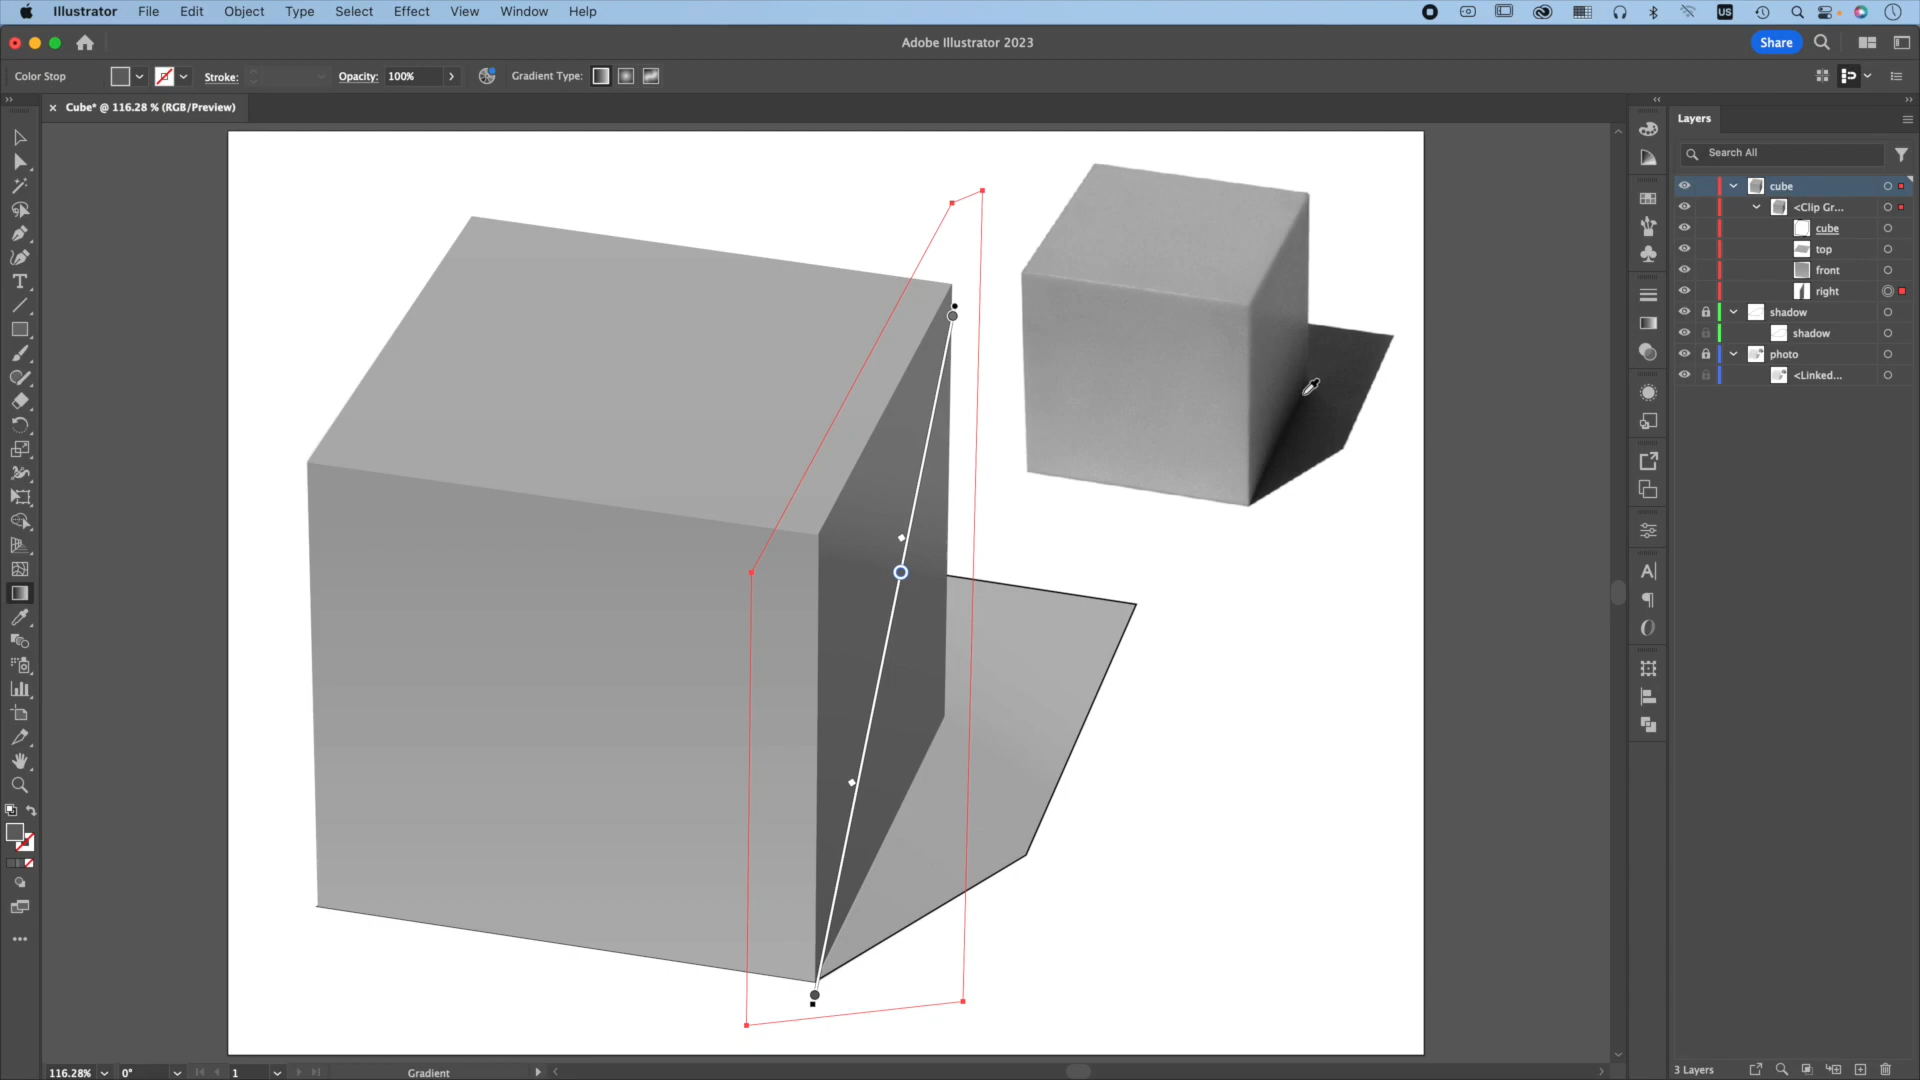 Illustrator File Edit Object Type Select Effect View Window Help US
Adobe Illustrator 2023
Share
Color Stop Stroke: Opacity: 100% Gradient Type:
Cube* @ 116.28 % (RGB/Preview)
Layers
Search All
cube
<Clip Gr...
cube
top
front
right
shadow
shadow
photo
<Linked...
116.28% 0° 1 Gradient
3 Layers